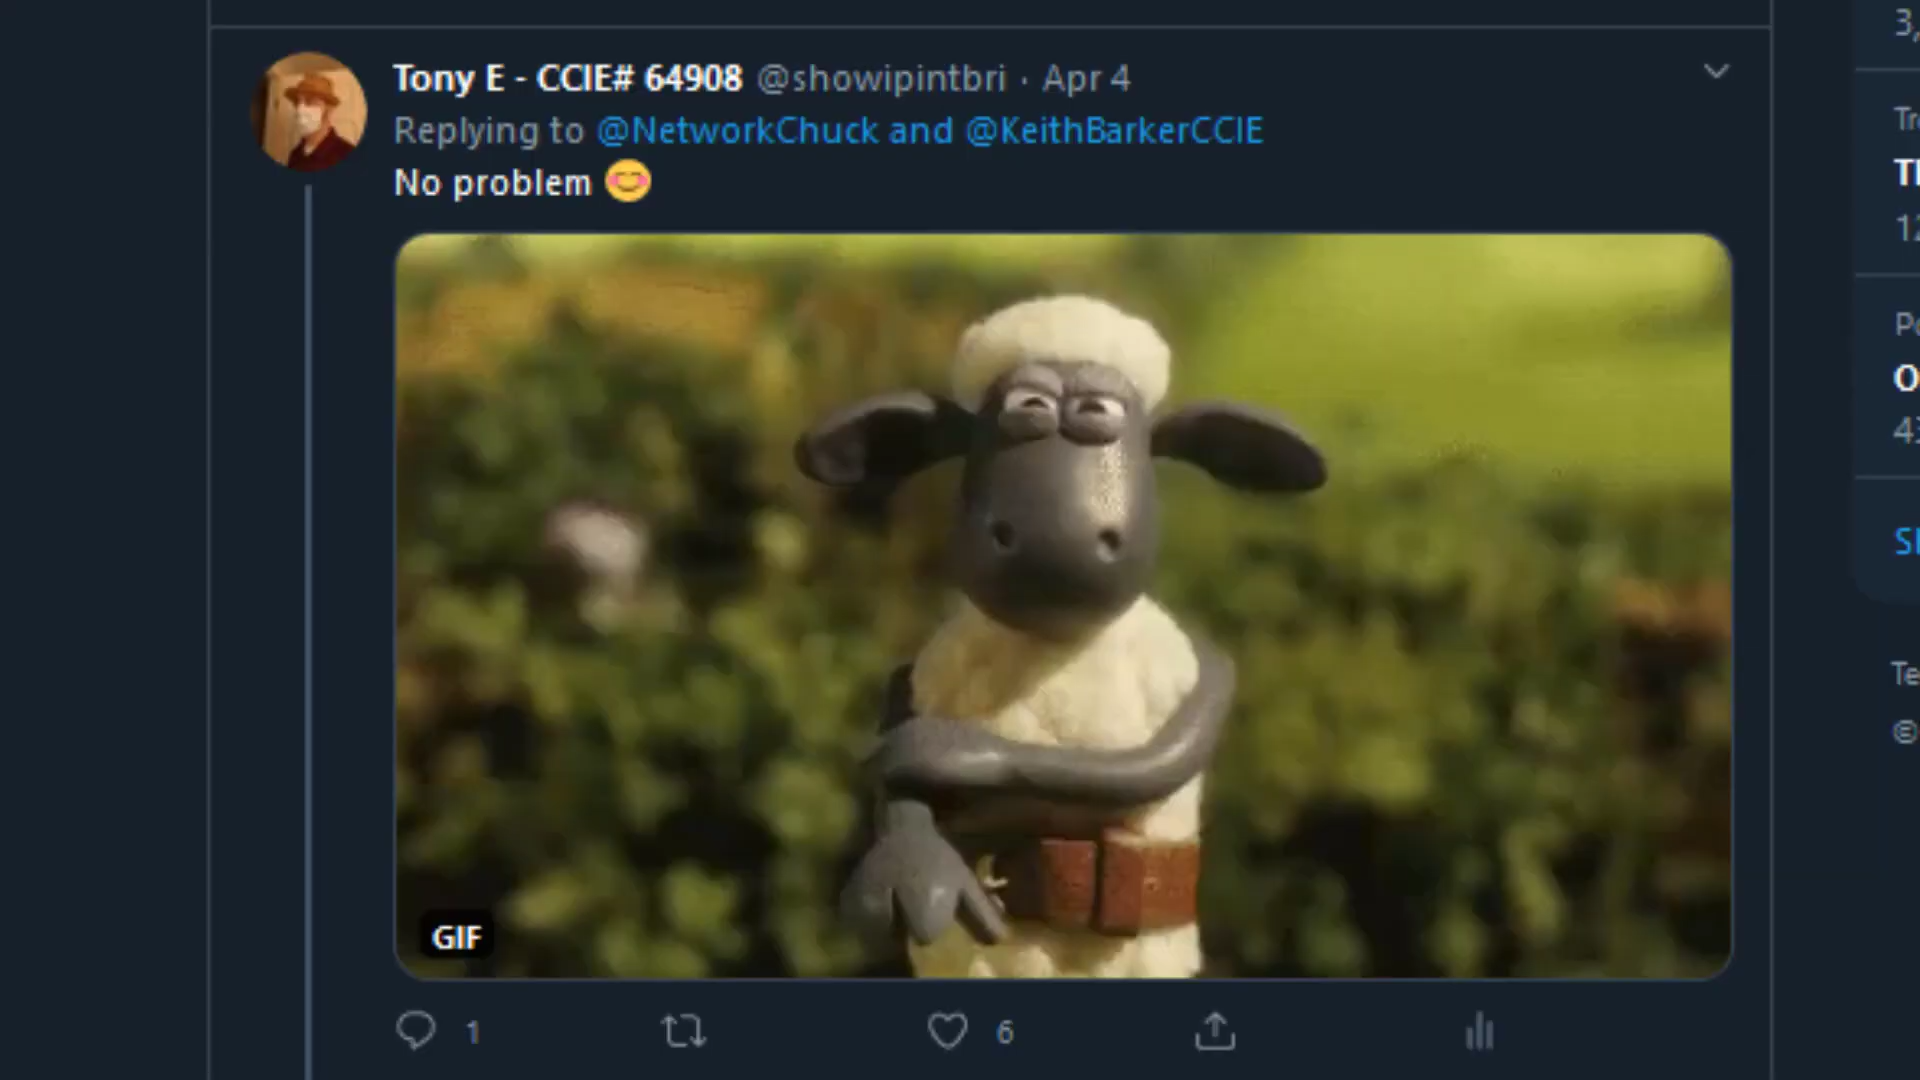 Tony E - CCIE# 64908 @showipintbri · Apr 4
Replying to @NetworkChuck and @KeithBarkerCCIE
No problem 😊
GIF
1
6